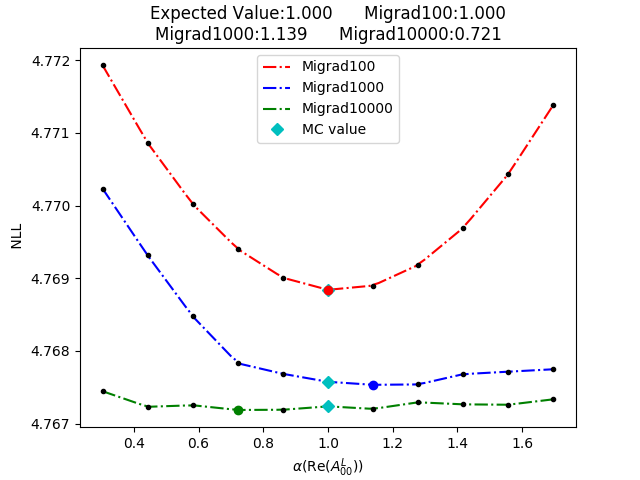 Expected Value:1.000 Migrad100:1.000
Migrad1000:1.139 Migrad10000:0.721
Migrad100
Migrad1000
Migrad10000
MC value
4.772
4.771
4.770
4.769
4.768
4.767
NLL
0.4 0.6 0.8 1.0 1.2 1.4 1.6
α(Re(A^L_00))